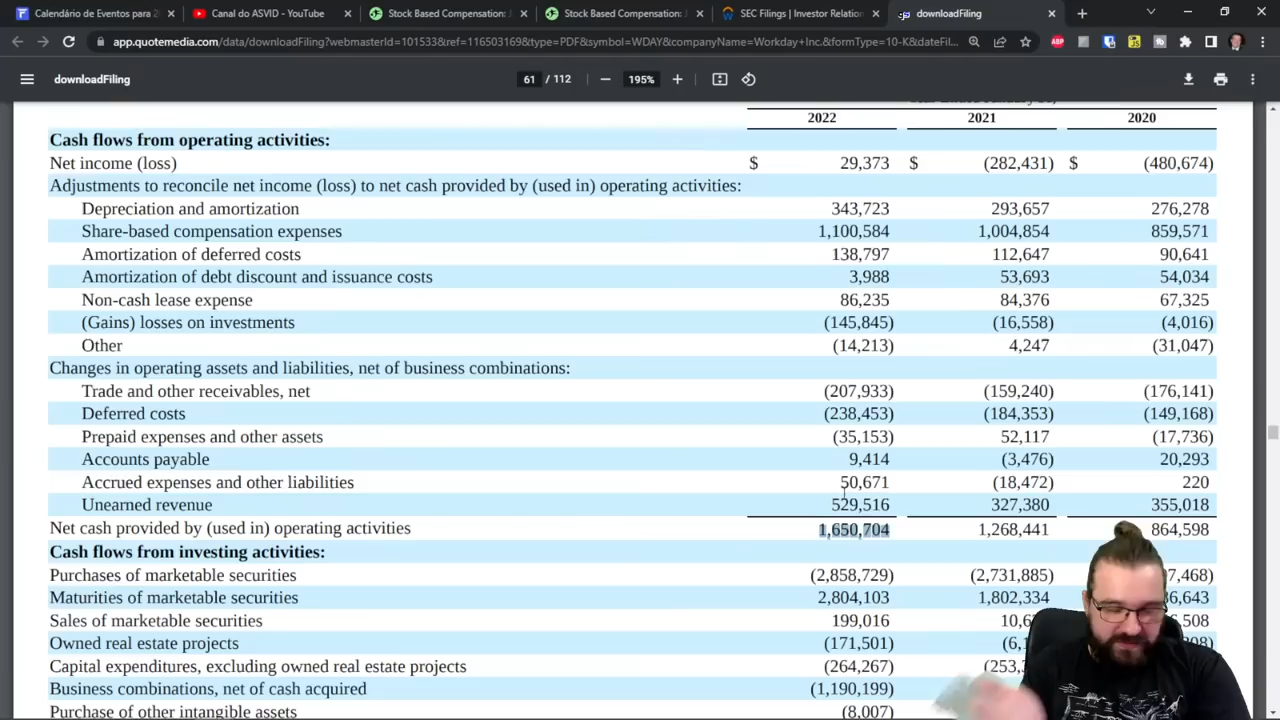 Calendário de Eventos para 2
Canal do ASVID - YouTube
Stock Based Compensation: 
Stock Based Compensation: 
SEC Filings | Investor Relation
downloadFiling
app.quotemedia.com/data/downloadFiling?webmasterId=101533&ref=116503169&type=PDF&symbol=WDAY&companyName=Workday+Inc.&formType=10-K&dateFil...
downloadFiling 61 / 112 195%
2022 2021 2020
Cash flows from operating activities:
Net income (loss) $ 29,373 $ (282,431) $ (480,674)
Adjustments to reconcile net income (loss) to net cash provided by (used in) operating activities:
Depreciation and amortization 343,723 293,657 276,278
Share-based compensation expenses 1,100,584 1,004,854 859,571
Amortization of deferred costs 138,797 112,647 90,641
Amortization of debt discount and issuance costs 3,988 53,693 54,034
Non-cash lease expense 86,235 84,376 67,325
(Gains) losses on investments (145,845) (16,558) (4,016)
Other (14,213) 4,247 (31,047)
Changes in operating assets and liabilities, net of business combinations:
Trade and other receivables, net (207,933) (159,240) (176,141)
Deferred costs (238,453) (184,353) (149,168)
Prepaid expenses and other assets (35,153) 52,117 (17,736)
Accounts payable 9,414 (3,476) 20,293
Accrued expenses and other liabilities 50,671 (18,472) 220
Unearned revenue 529,516 327,380 355,018
Net cash provided by (used in) operating activities 1,650,704 1,268,441 864,598
Cash flows from investing activities:
Purchases of marketable securities (2,858,729) (2,731,885) 7,468)
Maturities of marketable securities 2,804,103 1,802,334 6,643
Sales of marketable securities 199,016 10,6 ,508
Owned real estate projects (171,501) (6,1
Capital expenditures, excluding owned real estate projects (264,267) (253,
Business combinations, net of cash acquired (1,190,199)
Purchase of other intangible assets (8,007)